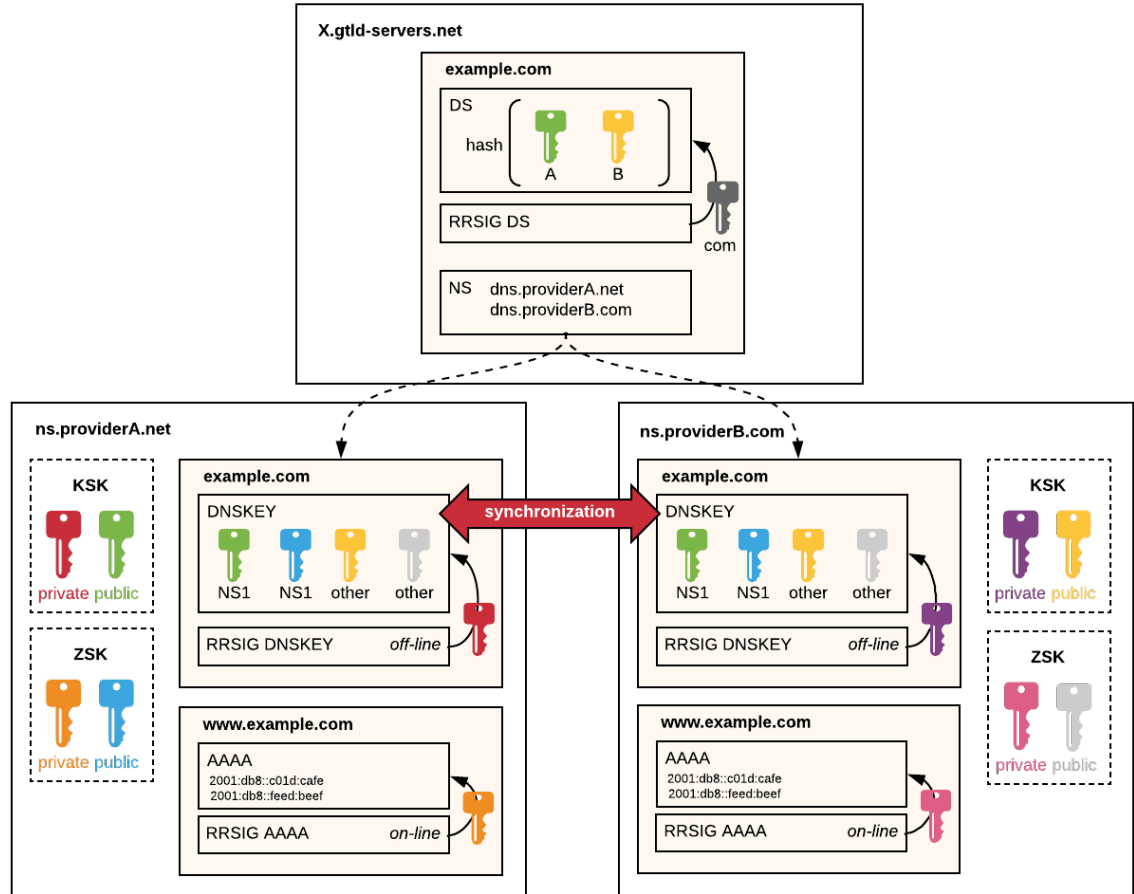 X.gtld-servers.net
example.com
DS
hash
A
B
RRSIG DS
com
NS
dns.providerA.net
dns.providerB.com
ns.providerA.net
KSK
private public
ZSK
private public
example.com
DNSKEY
NS1 NS1 other other
RRSIG DNSKEY off-line
www.example.com
AAAA
2001:db8::c01d:cafe
2001:db8::feed:beef
RRSIG AAAA on-line
synchronization
ns.providerB.com
example.com
DNSKEY
NS1 NS1 other other
RRSIG DNSKEY off-line
www.example.com
AAAA
2001:db8::c01d:cafe
2001:db8::feed:beef
RRSIG AAAA on-line
KSK
private public
ZSK
private public